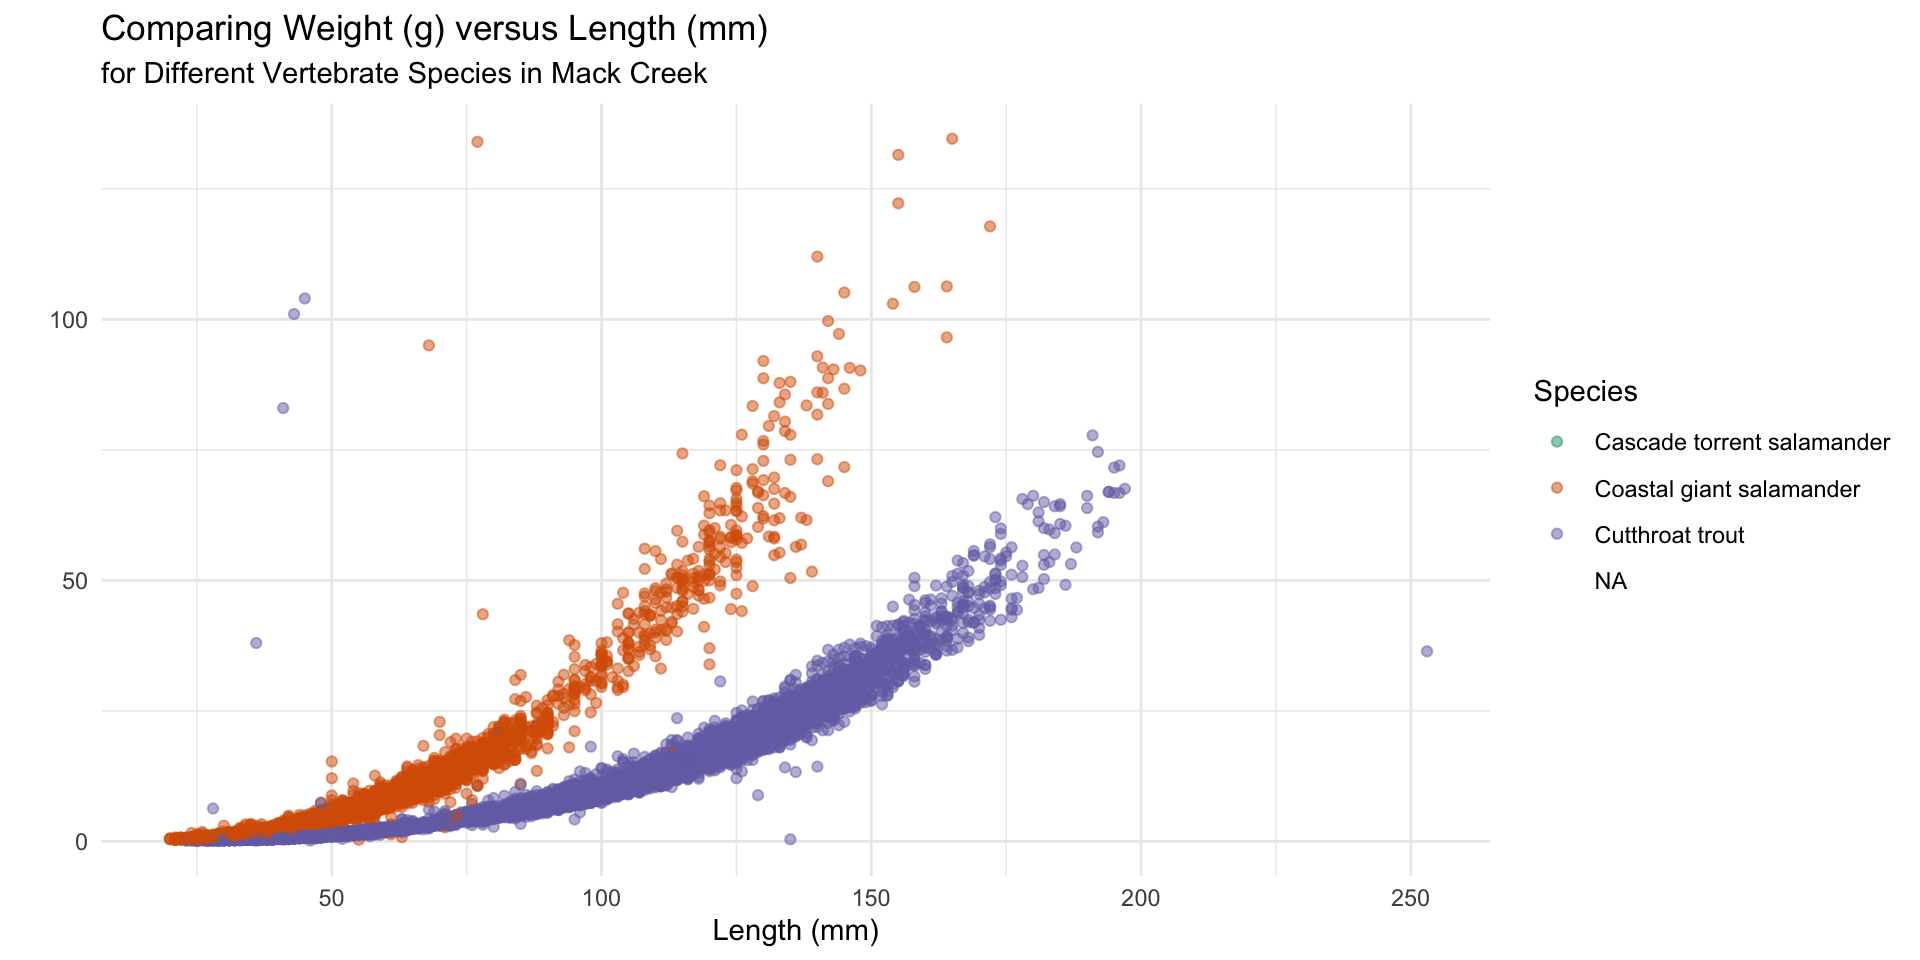 Comparing Weight (g) versus Length (mm)
for Different Vertebrate Species in Mack Creek
100
50
0
50 100 150 200 250
Length (mm)
Species
Cascade torrent salamander
Coastal giant salamander
Cutthroat trout
NA